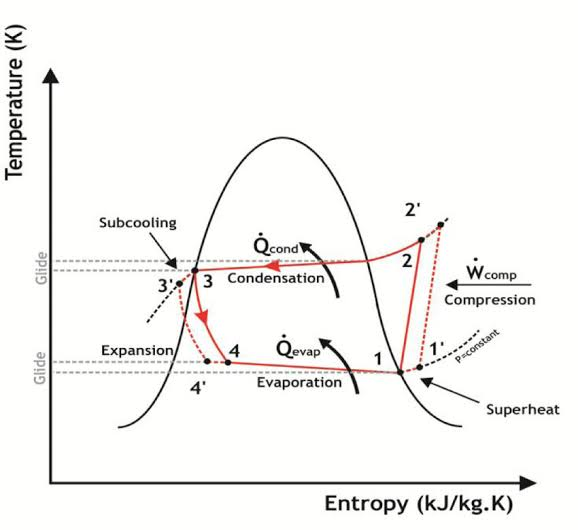 Temperature (K)
2'
Subcooling
Q̇cond
2
Ẇcomp
Glide
3'
3
Condensation
Compression
Expansion
4
Q̇evap
1
1'
P=constant
Glide
4'
Evaporation
Superheat
Entropy (kJ/kg.K)